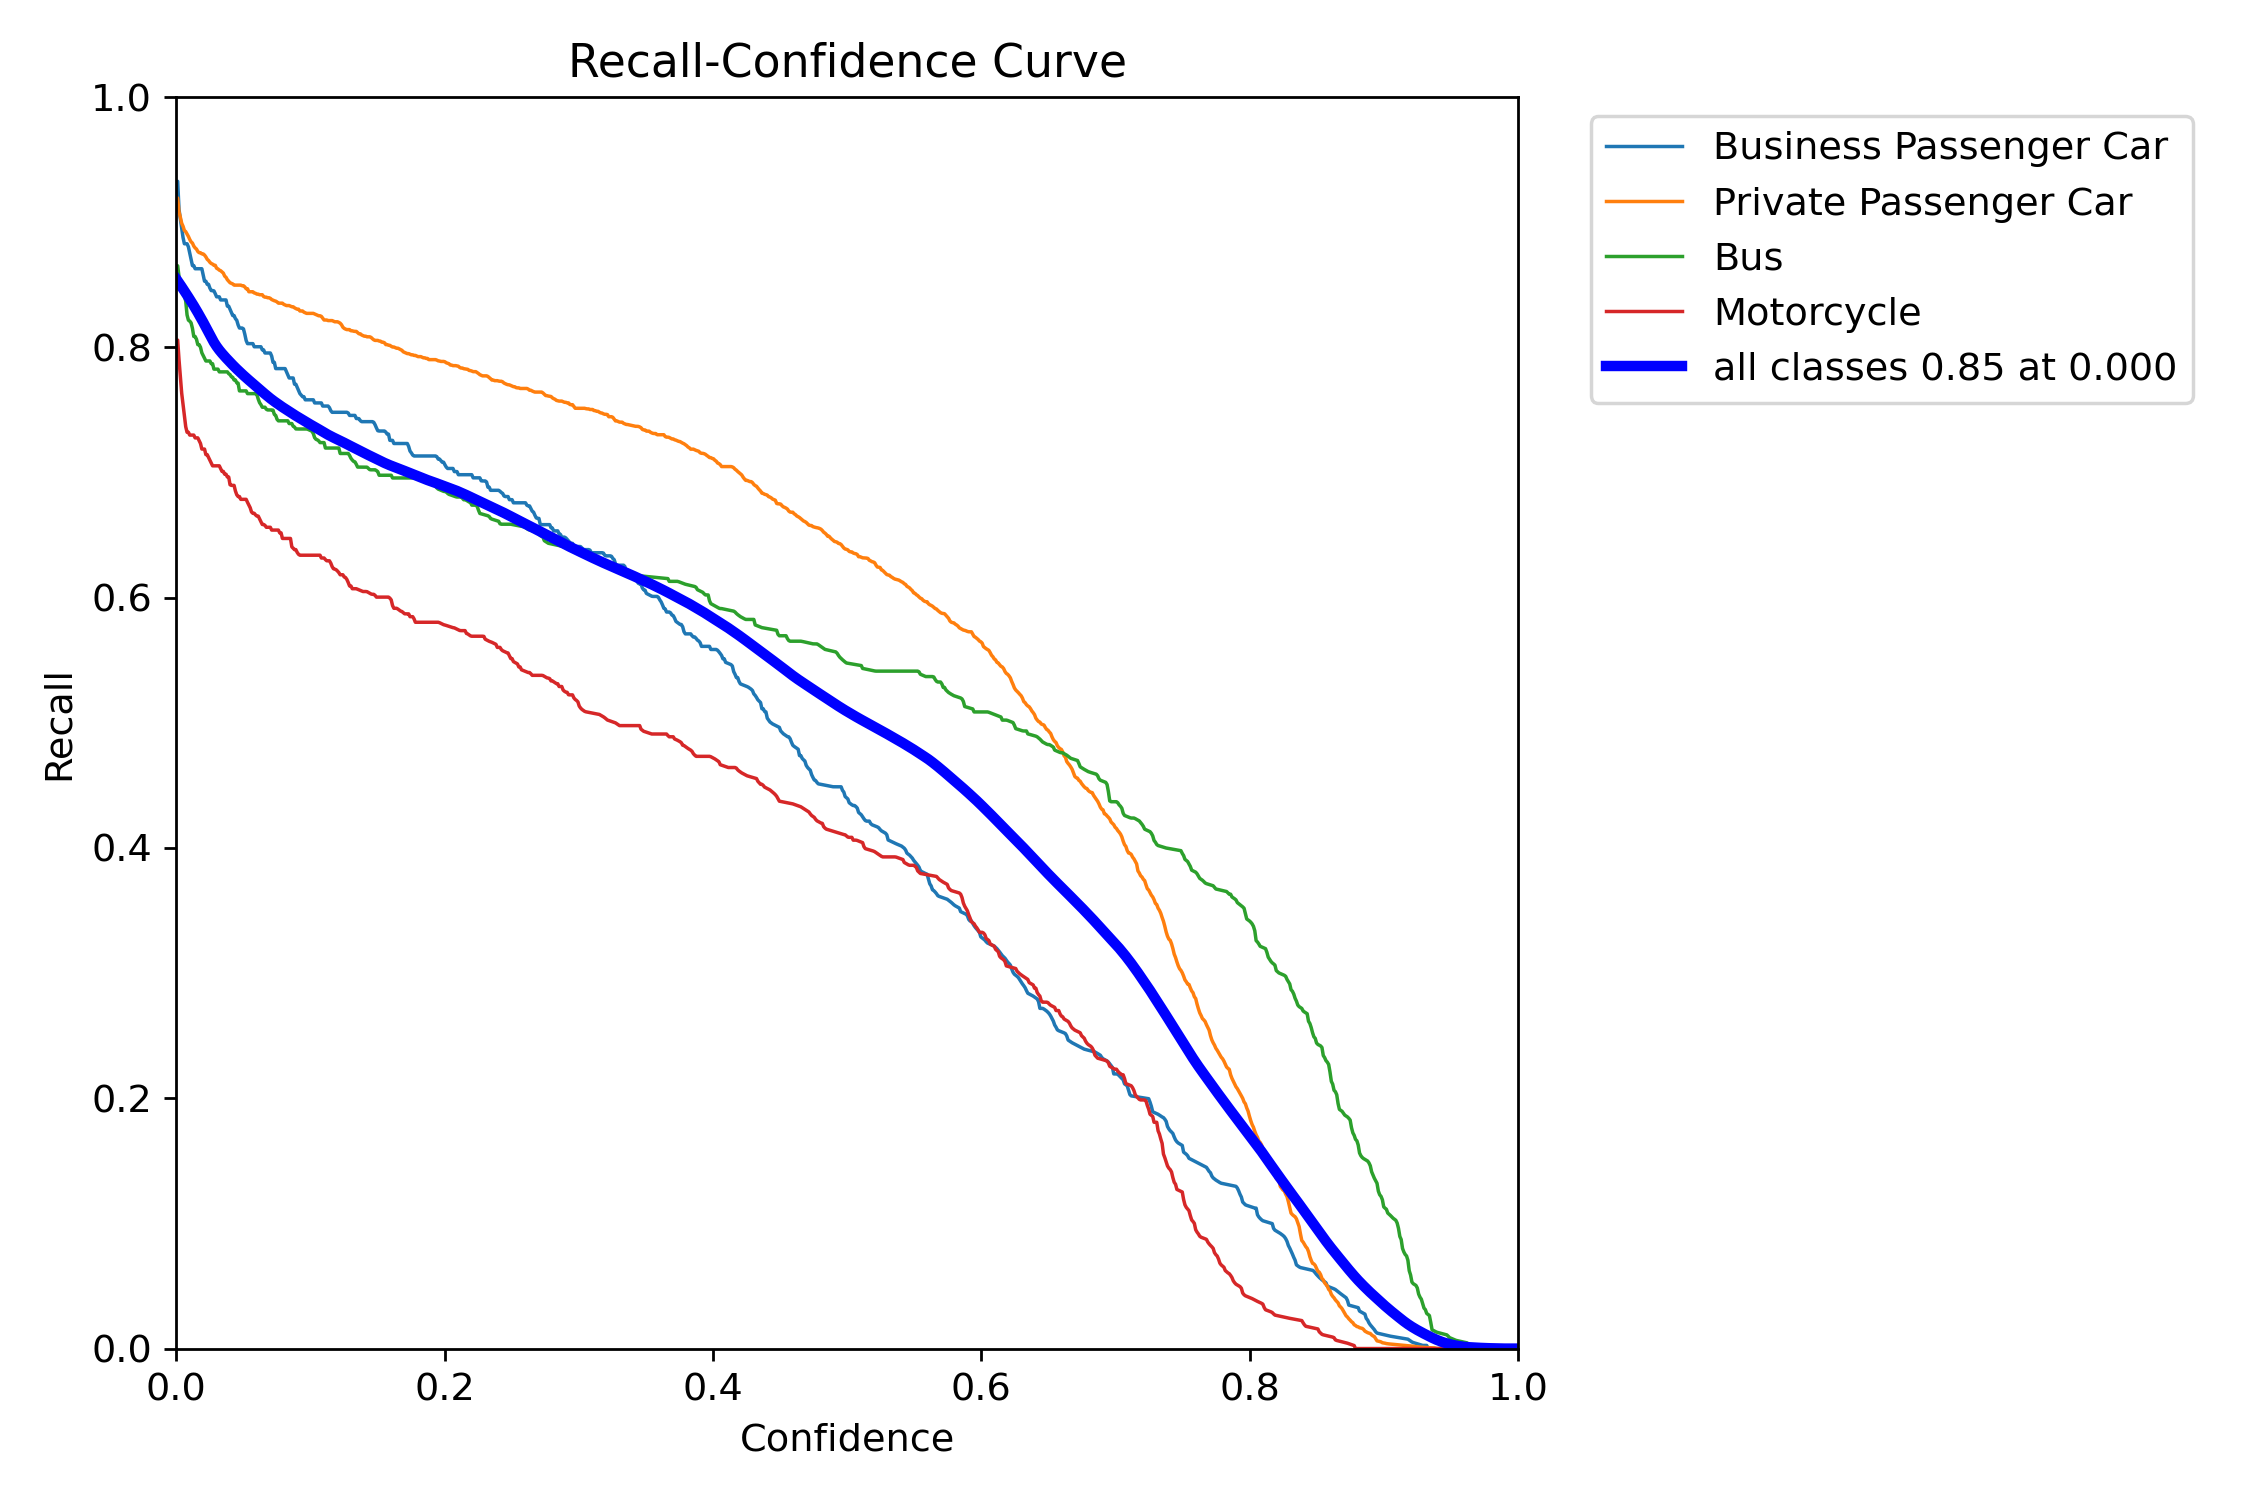 Recall-Confidence Curve
1.0
0.8
0.6
0.4
0.2
0.0
Recall
0.0 0.2 0.4 0.6 0.8 1.0
Confidence
Business Passenger Car
Private Passenger Car
Bus
Motorcycle
all classes 0.85 at 0.000